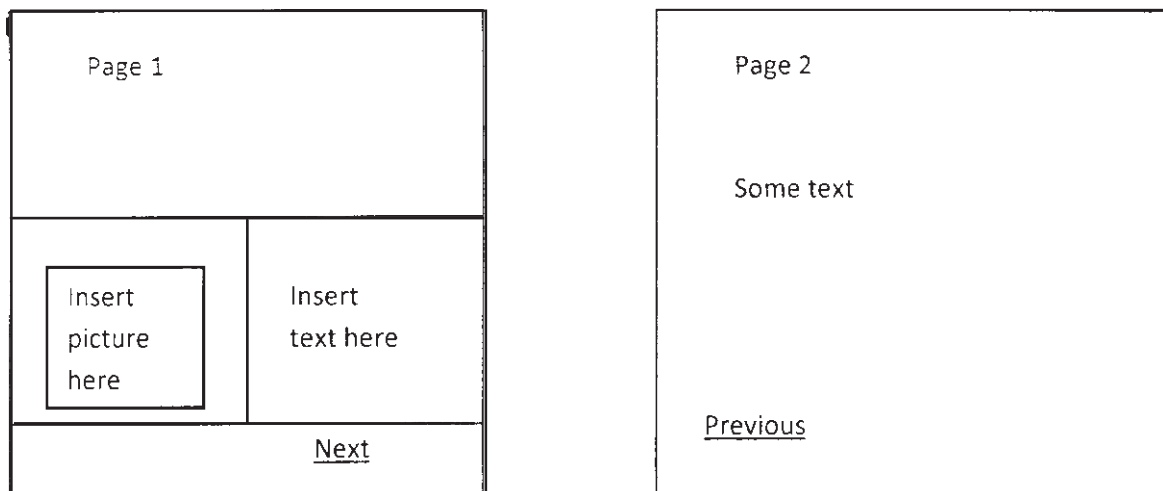 Page 1
Insert
picture
here
Insert
text here
Next
Page 2
Some text
Previous